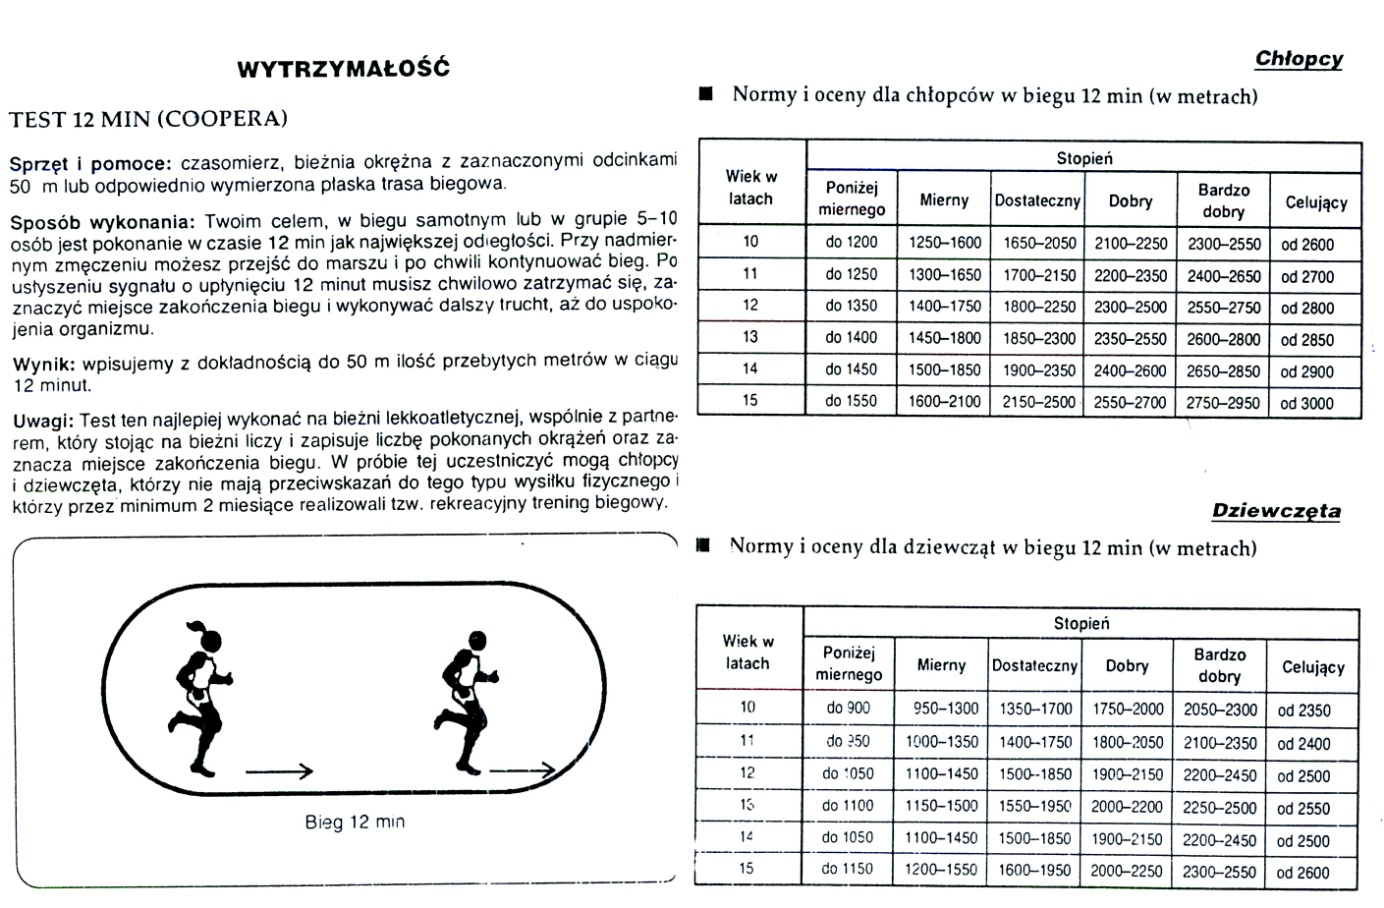 WYTRZYMAŁOŚĆ
TEST 12 MIN (COOPERA)
Sprzęt i pomoce: czasomierz, bieżnia okrężna z zaznaczonymi odcinkami
50 m lub odpowiednio wymierzona płaska trasa biegowa.
Sposób wykonania: Twoim celem, w biegu samotnym lub w grupie 5–10
osób jest pokonanie w czasie 12 min jak największej odległości. Przy nadmier-
nym zmęczeniu możesz przejść do marszu i po chwili kontynuować bieg. Po
usłyszeniu sygnału o upłynięciu 12 minut musisz chwilowo zatrzymać się, za-
znaczyć miejsce zakończenia biegu i wykonywać dalszy trucht, aż do uspoko-
jenia organizmu.
Wynik: wpisujemy z dokładnością do 50 m ilość przebytych metrów w ciągu
12 minut.
Uwagi: Test ten najlepiej wykonać na bieżni lekkoatletycznej, wspólnie z partne-
rem, który stojąc na bieżni liczy i zapisuje liczbę pokonanych okrążeń oraz za-
znacza miejsce zakończenia biegu. W próbie tej uczestniczyć mogą chłopcy
i dziewczęta, którzy nie mają przeciwskazań do tego typu wysiłku fizycznego i
którzy przez minimum 2 miesiące realizowali tzw. rekreacyjny trening biegowy.
Bieg 12 min
Chłopcy
■ Normy i oceny dla chłopców w biegu 12 min (w metrach)
Wiek w latach Stopień
Poniżej miernego Mierny Dostateczny Dobry Bardzo dobry Celujący
10 do 1200 1250–1600 1650–2050 2100–2250 2300–2550 od 2600
11 do 1250 1300–1650 1700–2150 2200–2350 2400–2650 od 2700
12 do 1350 1400–1750 1800–2250 2300–2500 2550–2750 od 2800
13 do 1400 1450–1800 1850–2300 2350–2550 2600–2800 od 2850
14 do 1450 1500–1850 1900–2350 2400–2600 2650–2850 od 2900
15 do 1550 1600–2100 2150–2500 2550–2700 2750–2950 od 3000
Dziewczęta
■ Normy i oceny dla dziewcząt w biegu 12 min (w metrach)
Wiek w latach Stopień
Poniżej miernego Mierny Dostateczny Dobry Bardzo dobry Celujący
10 do 900 950–1300 1350–1700 1750–2000 2050–2300 od 2350
11 do 950 1000–1350 1400–1750 1800–2050 2100–2350 od 2400
12 do 1050 1100–1450 1500–1850 1900–2150 2200–2450 od 2500
13 do 1100 1150–1500 1550–1950 2000–2200 2250–2500 od 2550
14 do 1050 1100–1450 1500–1850 1900–2150 2200–2450 od 2500
15 do 1150 1200–1550 1600–1950 2000–2250 2300–2550 od 2600